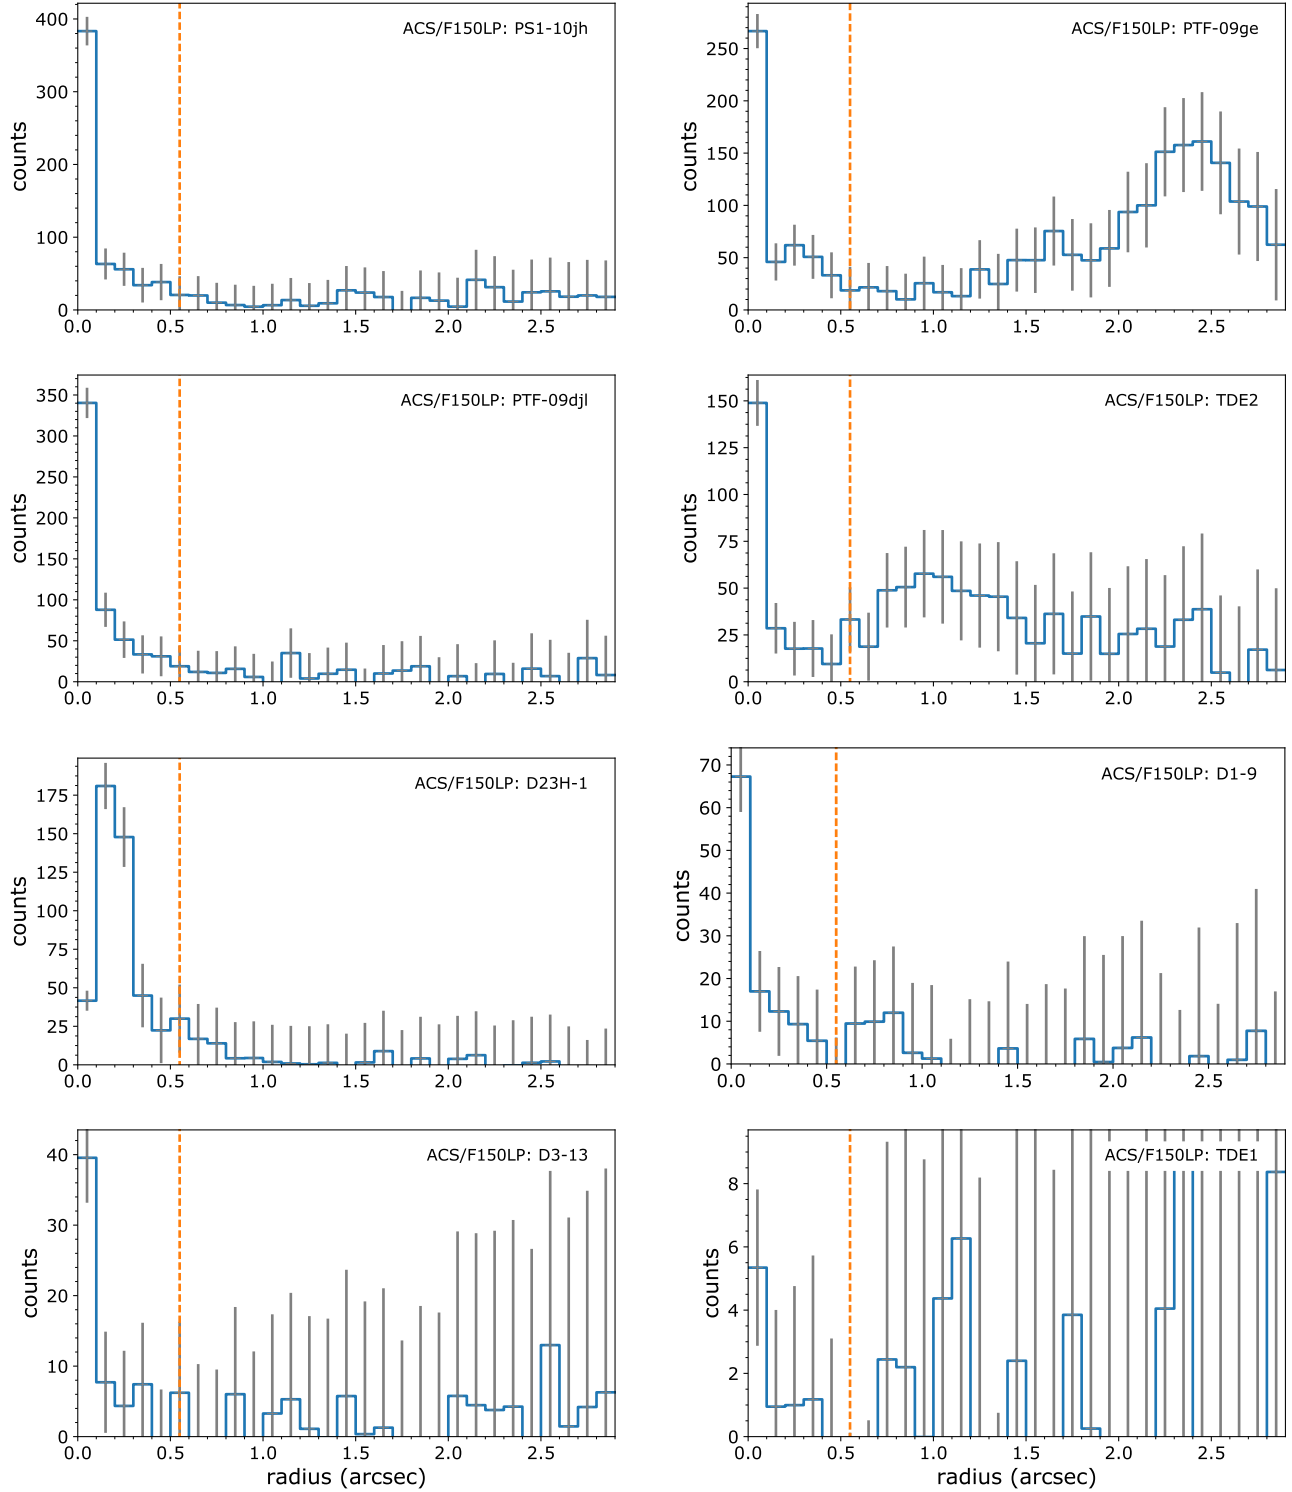 ACS/F150LP: PS1-10jh
counts
400
300
200
100
0
0.0 0.5 1.0 1.5 2.0 2.5
ACS/F150LP: PTF-09ge
counts
250
200
150
100
50
0
0.0 0.5 1.0 1.5 2.0 2.5
ACS/F150LP: PTF-09djl
counts
350
300
250
200
150
100
50
0
0.0 0.5 1.0 1.5 2.0 2.5
ACS/F150LP: TDE2
counts
150
125
100
75
50
25
0
0.0 0.5 1.0 1.5 2.0 2.5
ACS/F150LP: D23H-1
counts
175
150
125
100
75
50
25
0
0.0 0.5 1.0 1.5 2.0 2.5
ACS/F150LP: D1-9
counts
70
60
50
40
30
20
10
0
0.0 0.5 1.0 1.5 2.0 2.5
ACS/F150LP: D3-13
counts
40
30
20
10
0
0.0 0.5 1.0 1.5 2.0 2.5
radius (arcsec)
ACS/F150LP: TDE1
counts
8
6
4
2
0
0.0 0.5 1.0 1.5 2.0 2.5
radius (arcsec)